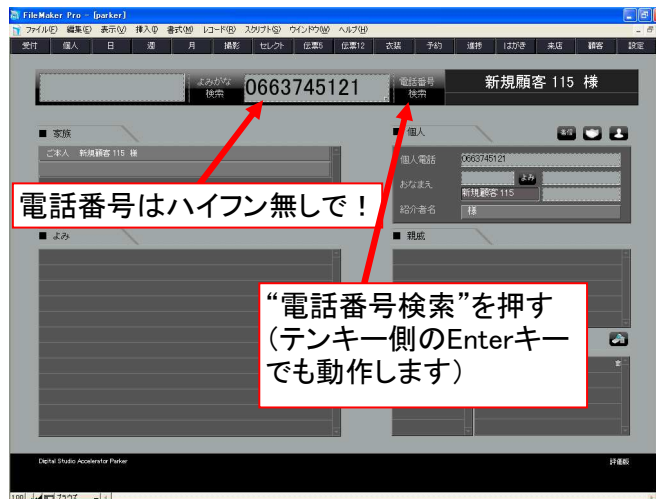 FileMaker Pro - [parker]
ファイル(F) 編集(E) 表示(V) 挿入(I) 書式(M) レコード(R) スクリプト(S) ウインドウ(W) ヘルプ(H)
受付 個人 日 週 月 撮影 セレクト 伝票6 伝票12 衣装 予約 進捗 はがき 来店 顧客 設定
よみがな
検索
0663745121
電話番号
検索
新規顧客 115 様
■ 家族
ご本人 新規顧客 115 様
■ 個人
個人電話 0663745121
おなまえ
よみ
新規顧客 115
紹介者名 様
電話番号はハイフン無しで！
■ よみ
■ 親戚
“電話番号検索”を押す
（テンキー側のEnterキー
でも動作します）
Digital Studio Accelerator Parker
評価版
100
ブラウズ